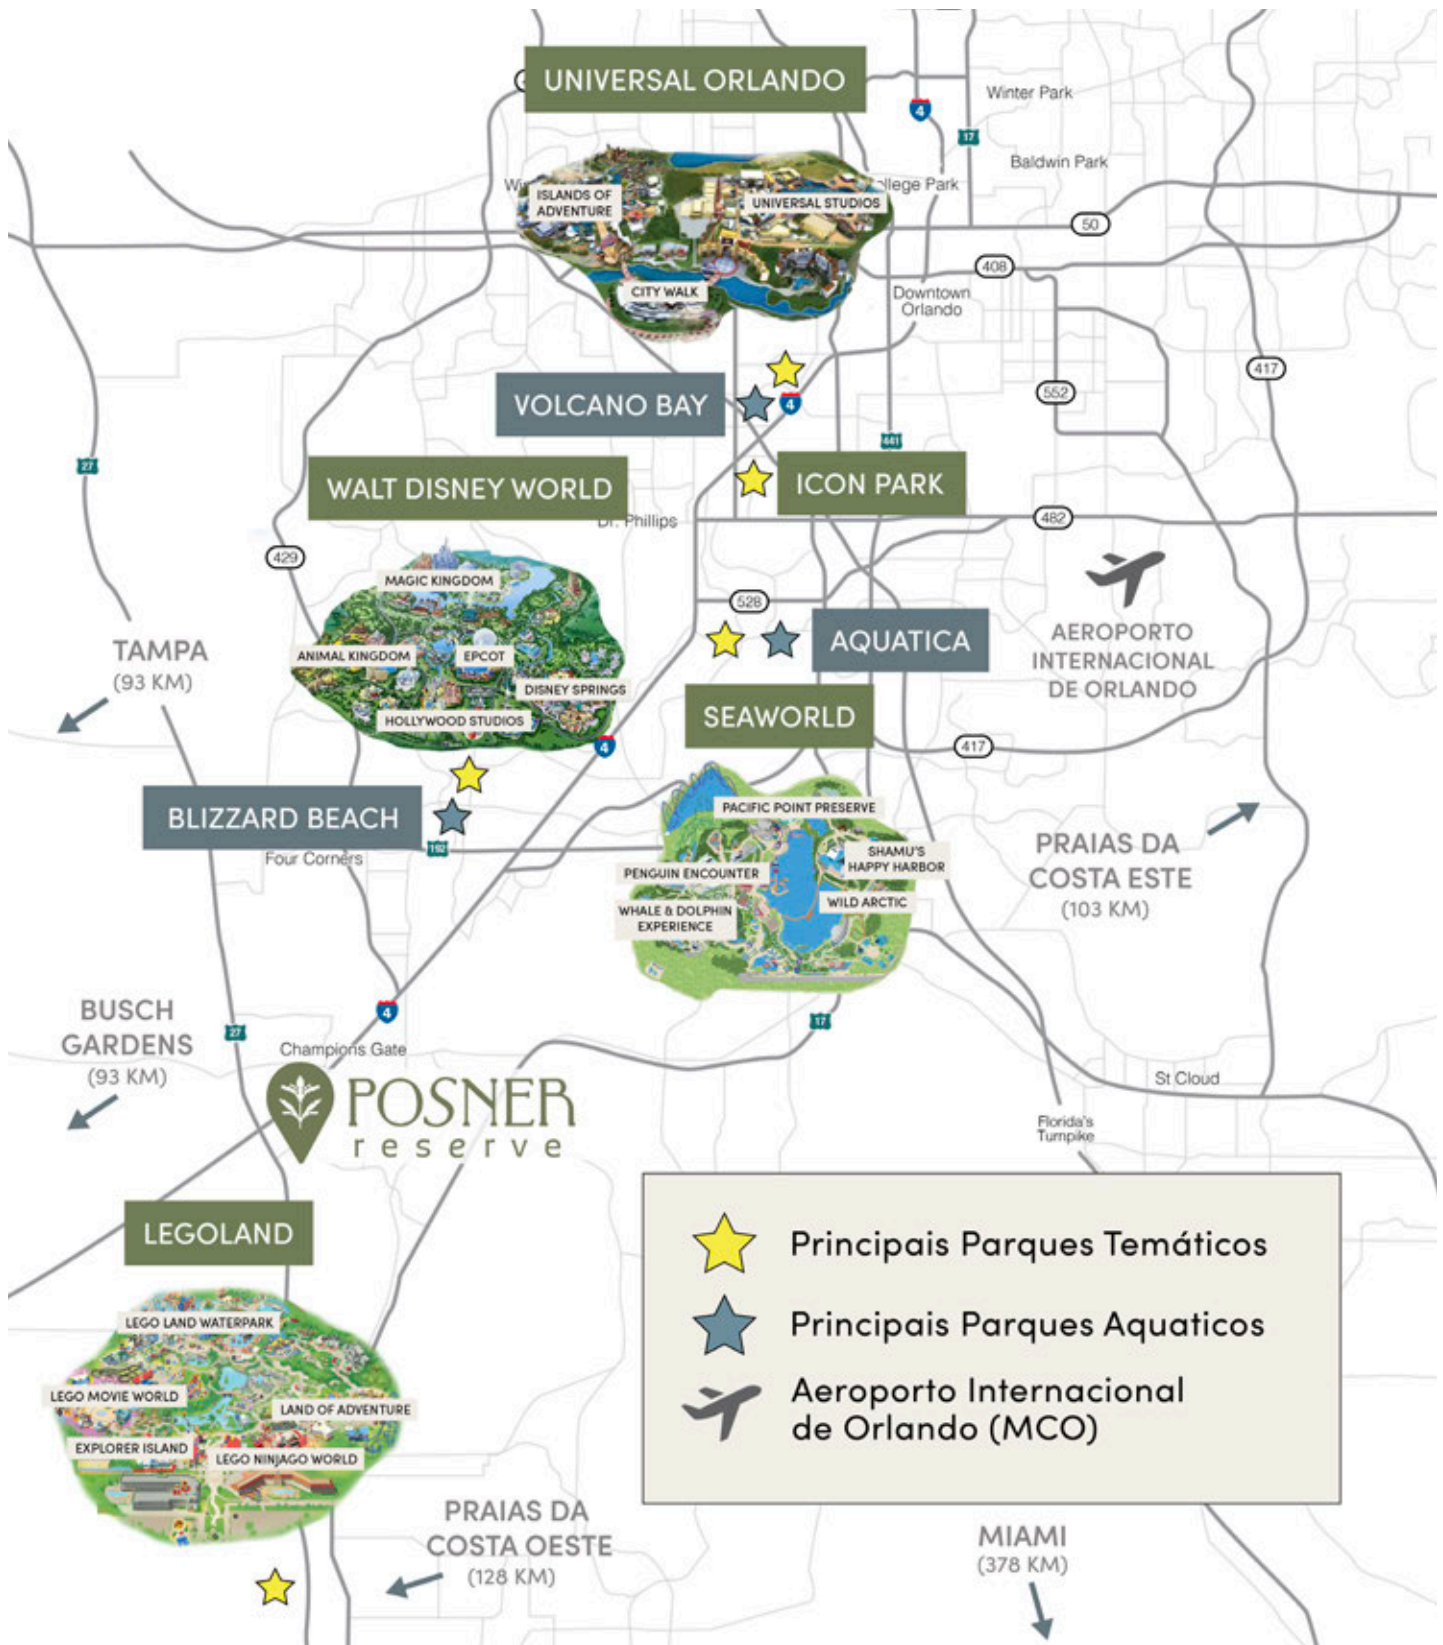 UNIVERSAL ORLANDO
4
Winter Park
17
Baldwin Park
College Park
ISLANDS OF
ADVENTURE
UNIVERSAL STUDIOS
50
408
CITY WALK
Downtown
Orlando
417
VOLCANO BAY
4
552
441
27
WALT DISNEY WORLD
ICON PARK
Dr. Phillips
482
429
MAGIC KINGDOM
528
TAMPA
(93 KM)
ANIMAL KINGDOM
EPCOT
DISNEY SPRINGS
HOLLYWOOD STUDIOS
AQUATICA
AEROPORTO
INTERNACIONAL
DE ORLANDO
SEAWORLD
4
417
BLIZZARD BEACH
192
Four Corners
PACIFIC POINT PRESERVE
SHAMU'S
HAPPY HARBOR
PENGUIN ENCOUNTER
WILD ARCTIC
WHALE & DOLPHIN
EXPERIENCE
PRAIAS DA
COSTA ESTE
(103 KM)
BUSCH
GARDENS
(93 KM)
27
4
17
Champions Gate
POSNER
reserve
St Cloud
Florida's
Turnpike
LEGOLAND
LEGO LAND WATERPARK
LEGO MOVIE WORLD
LAND OF ADVENTURE
EXPLORER ISLAND
LEGO NINJAGO WORLD
Principais Parques Temáticos
Principais Parques Aquaticos
Aeroporto Internacional
de Orlando (MCO)
PRAIAS DA
COSTA OESTE
(128 KM)
MIAMI
(378 KM)